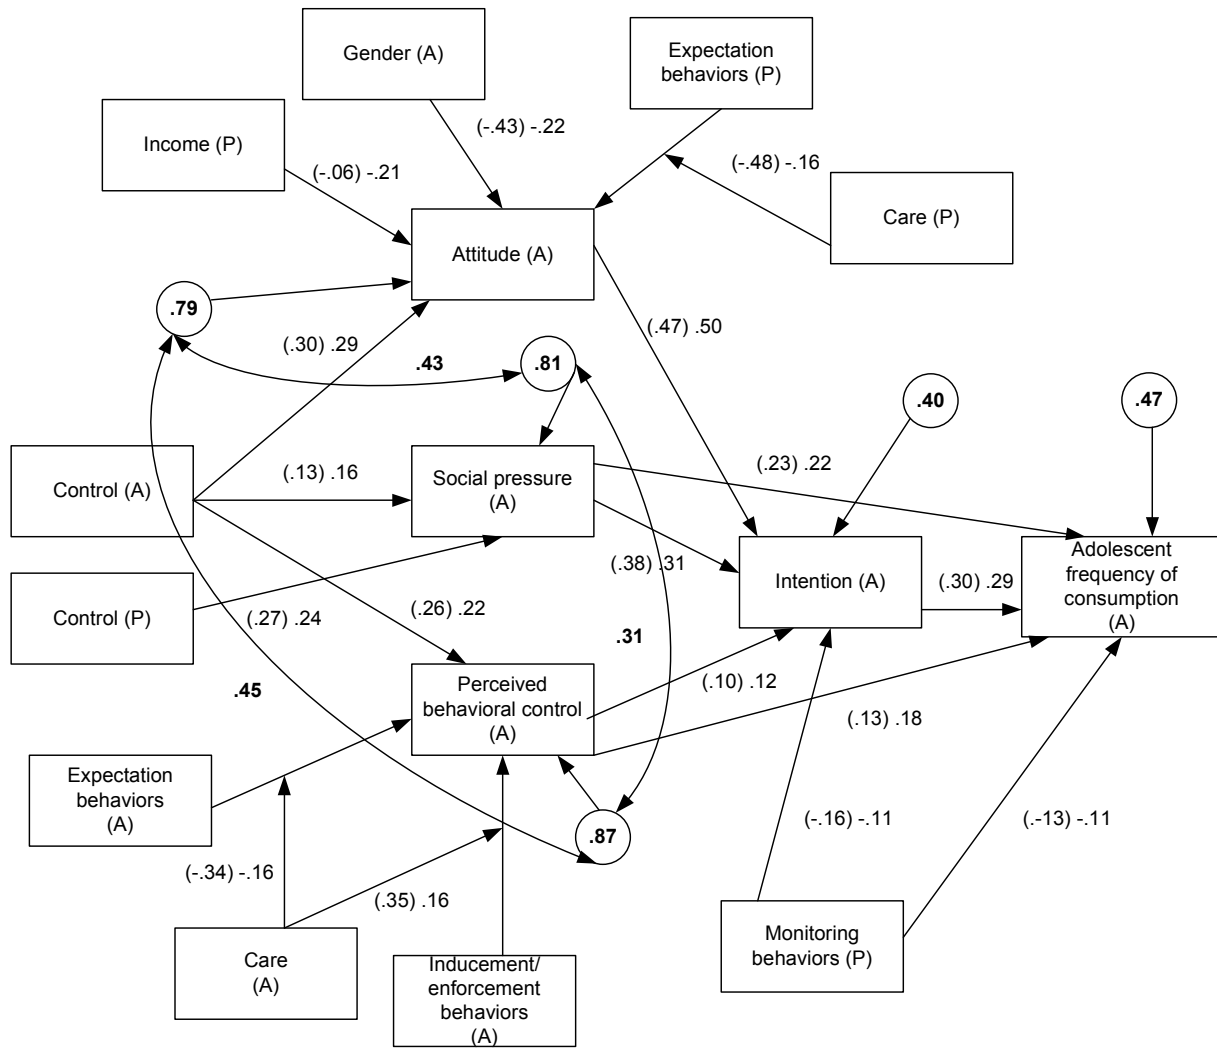 Gender (A)
Expectation
behaviors (P)
(-.43) -.22
Income (P)
(-.06) -.21
(-.48) -.16
Care (P)
Attitude (A)
.79
(.30) .29
.43
.81
(.47) .50
.40
.47
Control (A)
(.13) .16
Social pressure
(A)
(.23) .22
(.38) .31
Intention (A)
(.30) .29
Adolescent
frequency of
consumption
(A)
Control (P)
(.27) .24
(.26) .22
.31
.45
Perceived
behavioral control
(A)
(.10) .12
(.13) .18
Expectation
behaviors
(A)
.87
(-.16) -.11
(.-13) -.11
(-.34) -.16
(.35) .16
Care
(A)
Inducement/
enforcement
behaviors
(A)
Monitoring
behaviors (P)